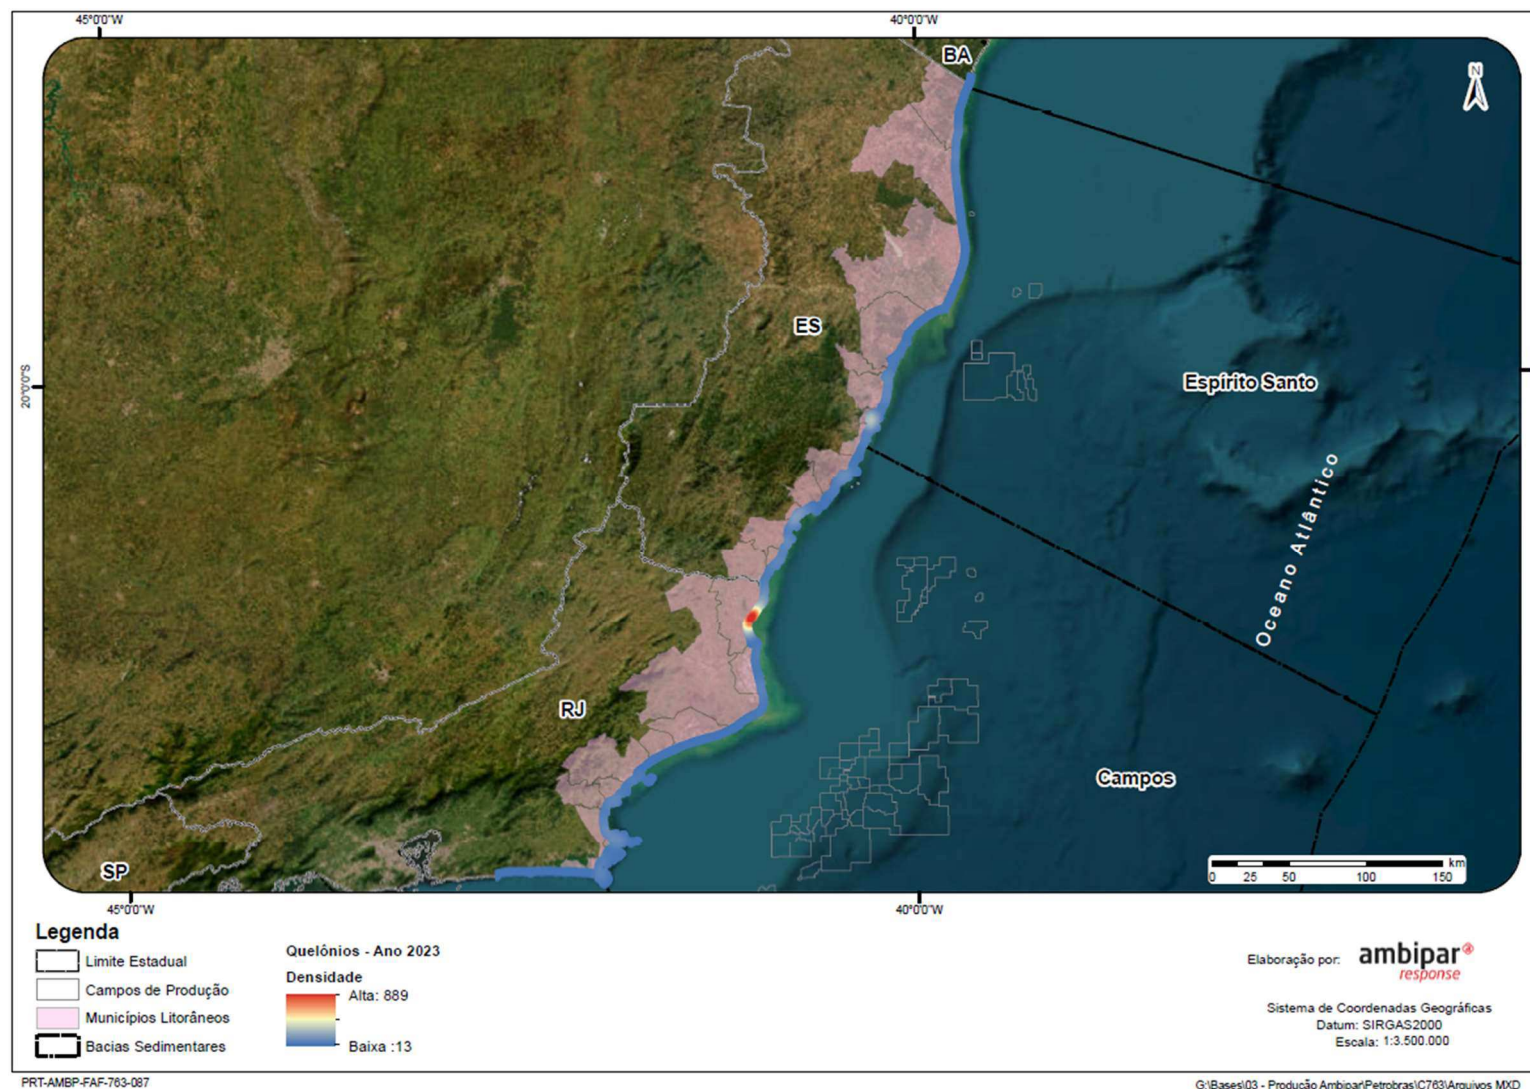 45°0'0"W
40°0'0"W
BA
N
ES
20°0'0"S
Espírito Santo
Oceano Atlântico
RJ
Campos
SP
km
0 25 50 100 150
45°0'0"W
40°0'0"W
Legenda
Limite Estadual
Campos de Produção
Municípios Litorâneos
Bacias Sedimentares
Quelônios - Ano 2023
Densidade
Alta: 889
Baixa :13
Elaboração por:
ambipar
response
Sistema de Coordenadas Geográficas
Datum: SIRGAS2000
Escala: 1:3.500.000
PRT-AMBP-FAF-763-087
G:\Bases\03 - Produção Ambipar\Petrobras\C763\Arquivos MXD